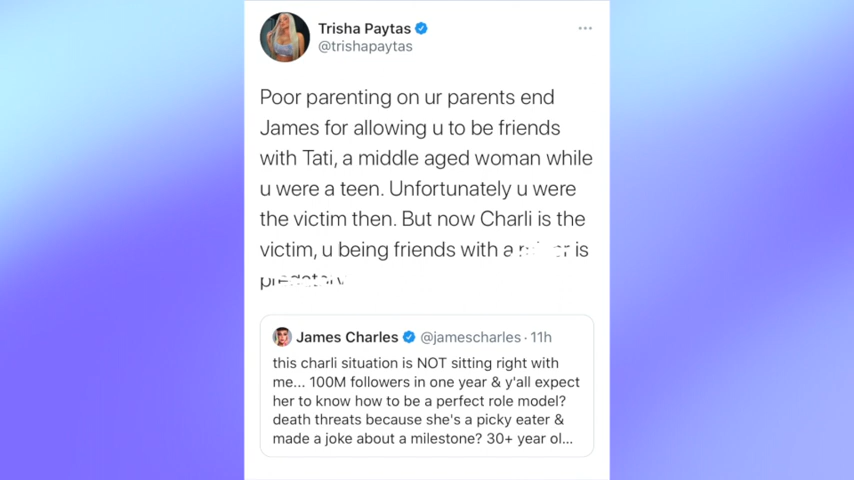 Trisha Paytas
@trishapaytas
Poor parenting on ur parents end
James for allowing u to be friends
with Tati, a middle aged woman while
u were a teen. Unfortunately u were
the victim then. But now Charli is the
victim, u being friends with a is
James Charles @jamescharles · 11h
this charli situation is NOT sitting right with
me... 100M followers in one year & y'all expect
her to know how to be a perfect role model?
death threats because she's a picky eater &
made a joke about a milestone? 30+ year ol...